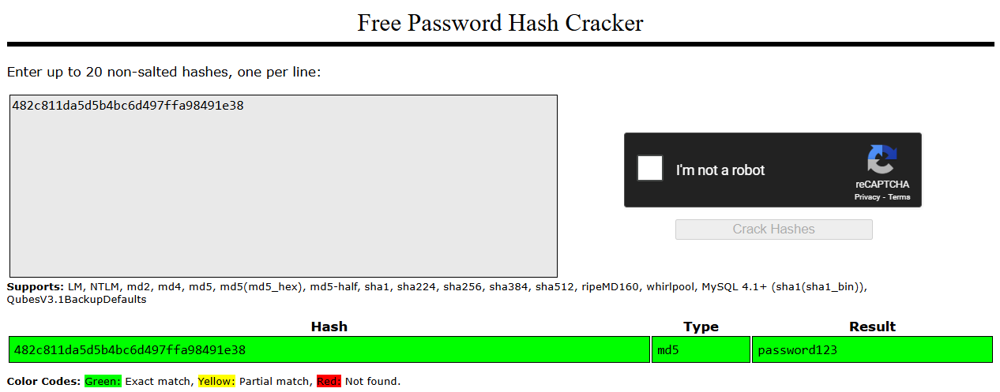 Free Password Hash Cracker
Enter up to 20 non-salted hashes, one per line:
482c811da5d5b4bc6d497ffa98491e38
I'm not a robot
reCAPTCHA
Privacy - Terms
Crack Hashes
Supports: LM, NTLM, md2, md4, md5, md5(md5_hex), md5-half, sha1, sha224, sha256, sha384, sha512, ripeMD160, whirlpool, MySQL 4.1+ (sha1(sha1_bin)),
QubesV3.1BackupDefaults
Hash Type Result
482c811da5d5b4bc6d497ffa98491e38 md5 password123
Color Codes: Green: Exact match, Yellow: Partial match, Red: Not found.